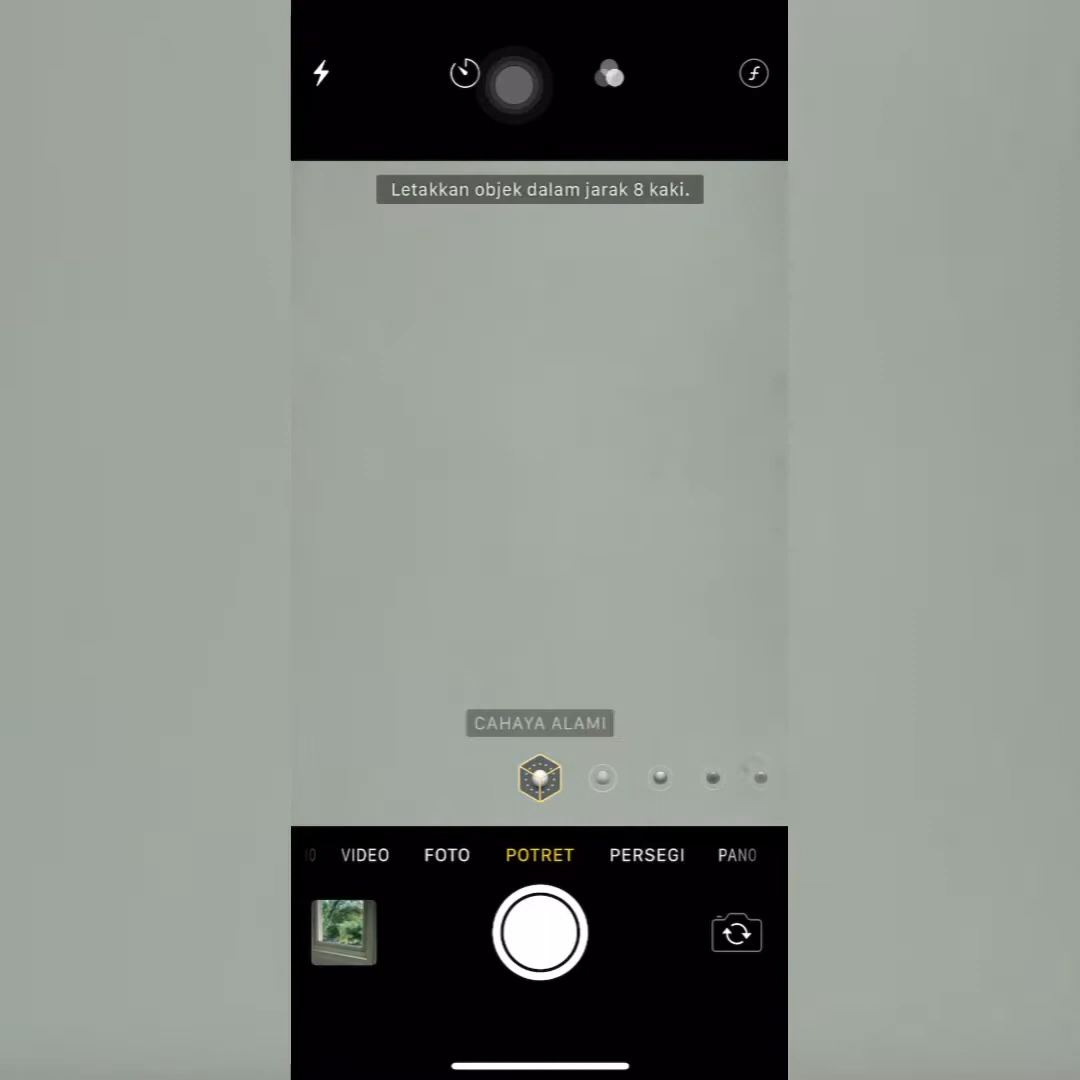 Letakkan objek dalam jarak 8 kaki.
CAHAYA ALAMI
VIDEO FOTO POTRET PERSEGI PANO